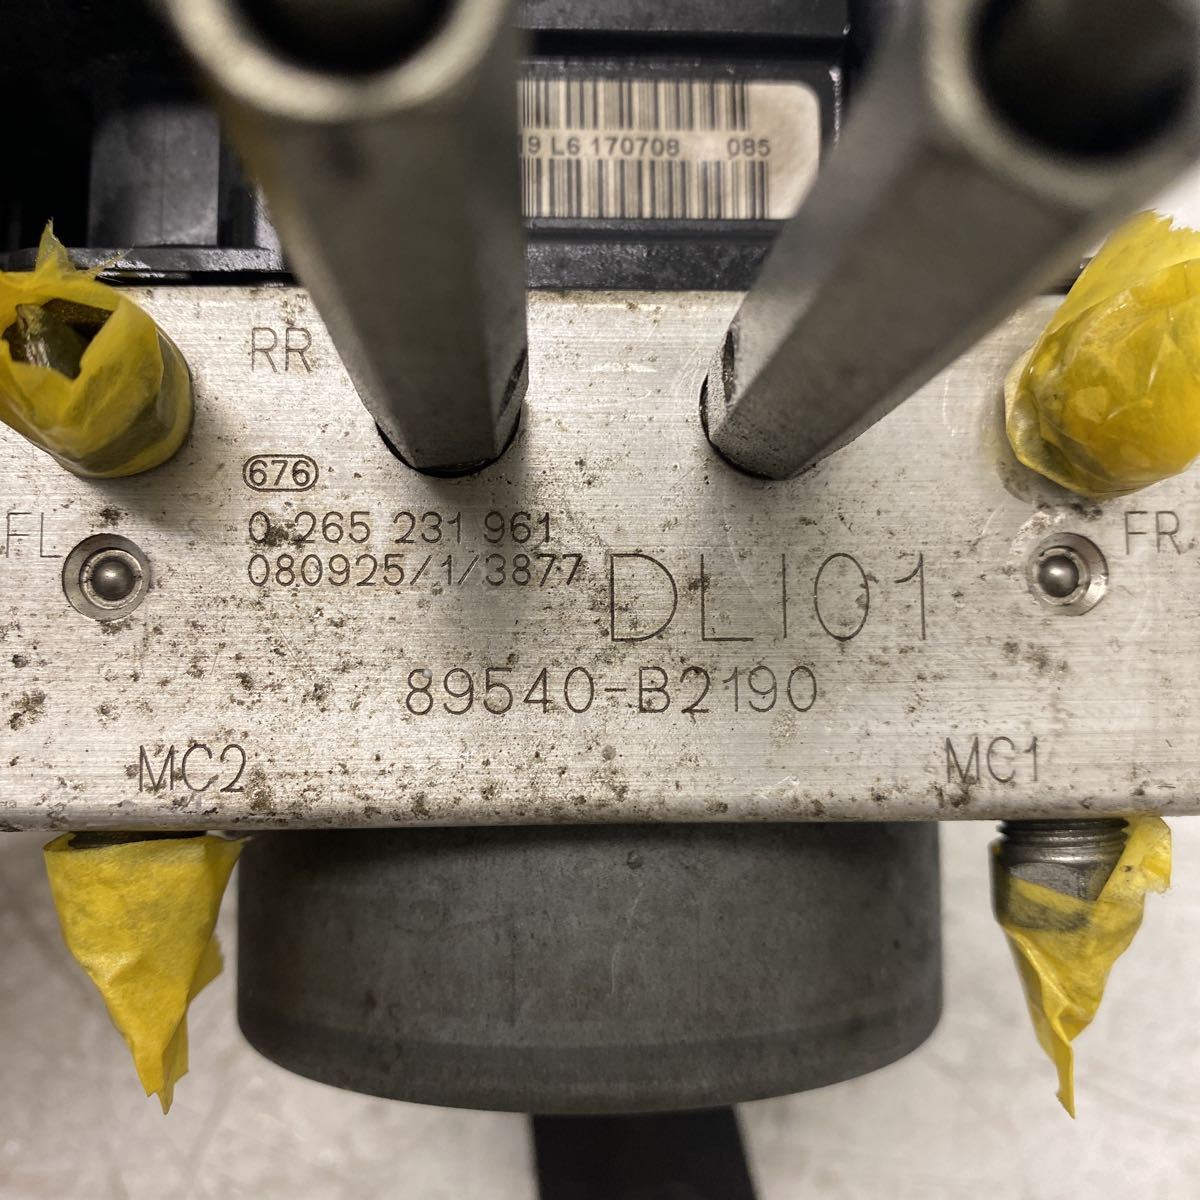 9 L6 170708 085
RR
676
FL
0 265 231 961
FR
080925/1/3877
DLI01
89540-B2190
MC2
MC1